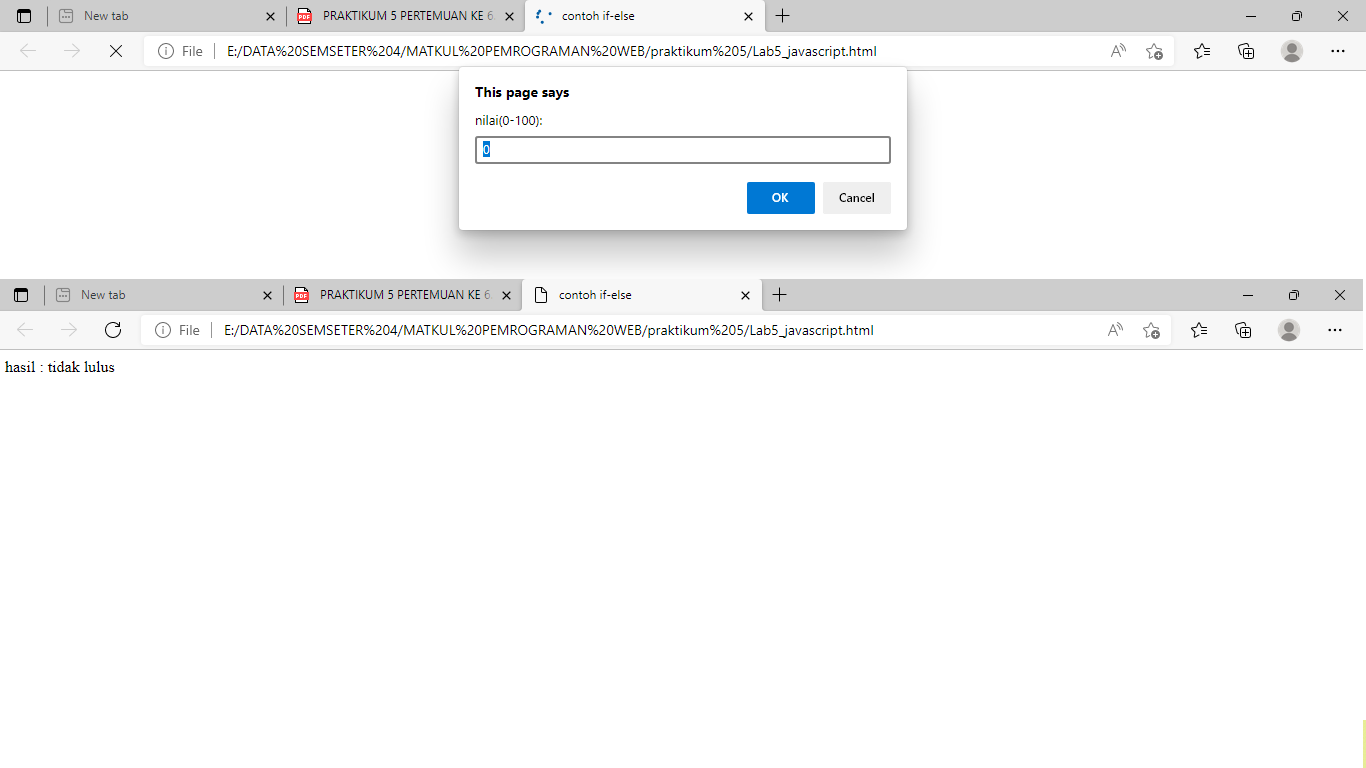 New tab
PRAKTIKUM 5 PERTEMUAN KE 6.
contoh if-else
File
E:/DATA%20SEMSETER%204/MATKUL%20PEMROGRAMAN%20WEB/praktikum%205/Lab5_javascript.html
This page says
nilai(0-100):
0
OK
Cancel
New tab
PRAKTIKUM 5 PERTEMUAN KE 6.
contoh if-else
File
E:/DATA%20SEMSETER%204/MATKUL%20PEMROGRAMAN%20WEB/praktikum%205/Lab5_javascript.html
hasil : tidak lulus